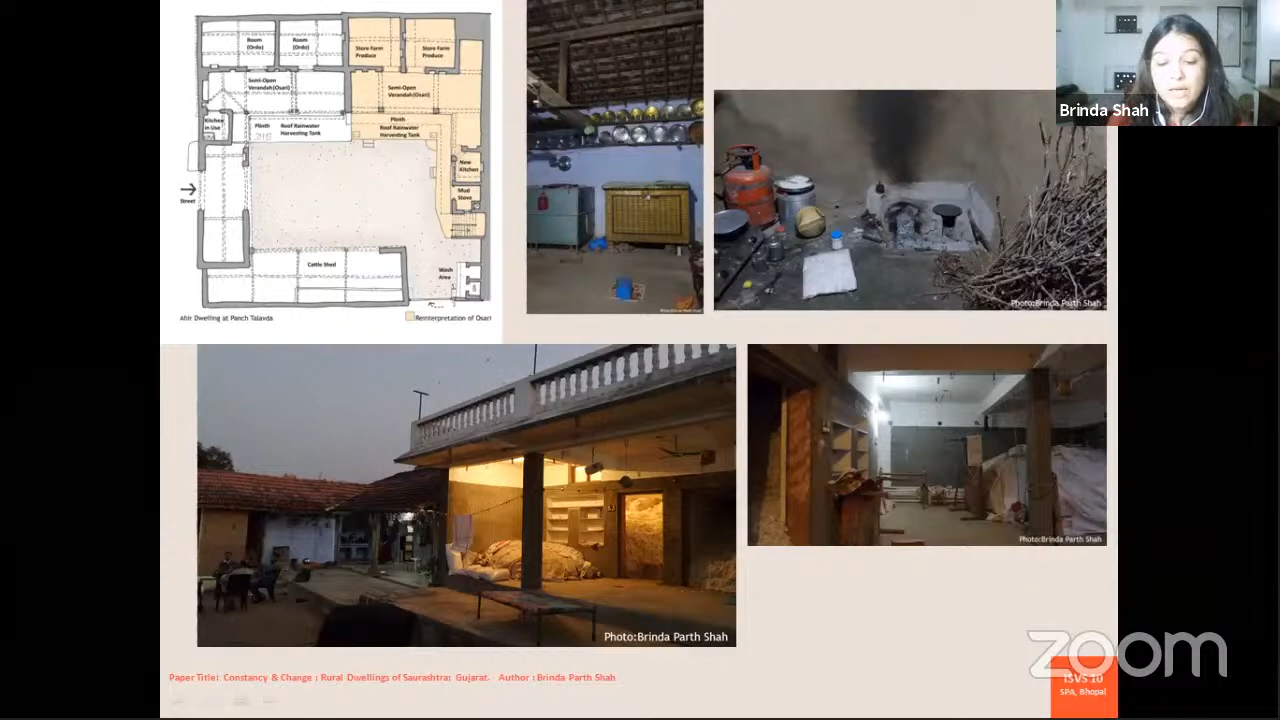 Room
(Ordo)
Room
(Ordo)
Store Farm
Produce
Store Farm
Produce
Semi-Open
Verandah(Osari)
Semi-Open
Verandah(Osari)
Kitchen
in Use
Plinth
Roof Rainwater
Harvesting Tank
Plinth
Roof Rainwater
Harvesting Tank
New
Kitchen
Mud
Stove
Street
Cattle Shed
Wash
Area
Ahir Dwelling at Panch Talavda
Reinterpretation of Osari
Photo:Brinda Parth Shah
Brinda Shah
Photo:Brinda Parth Shah
Photo:Brinda Parth Shah
Photo:Brinda Parth Shah
zoom
Paper Title: Constancy & Change : Rural Dwellings of Saurashtra: Gujarat. Author : Brinda Parth Shah
ISVS 10
SPA, Bhopal